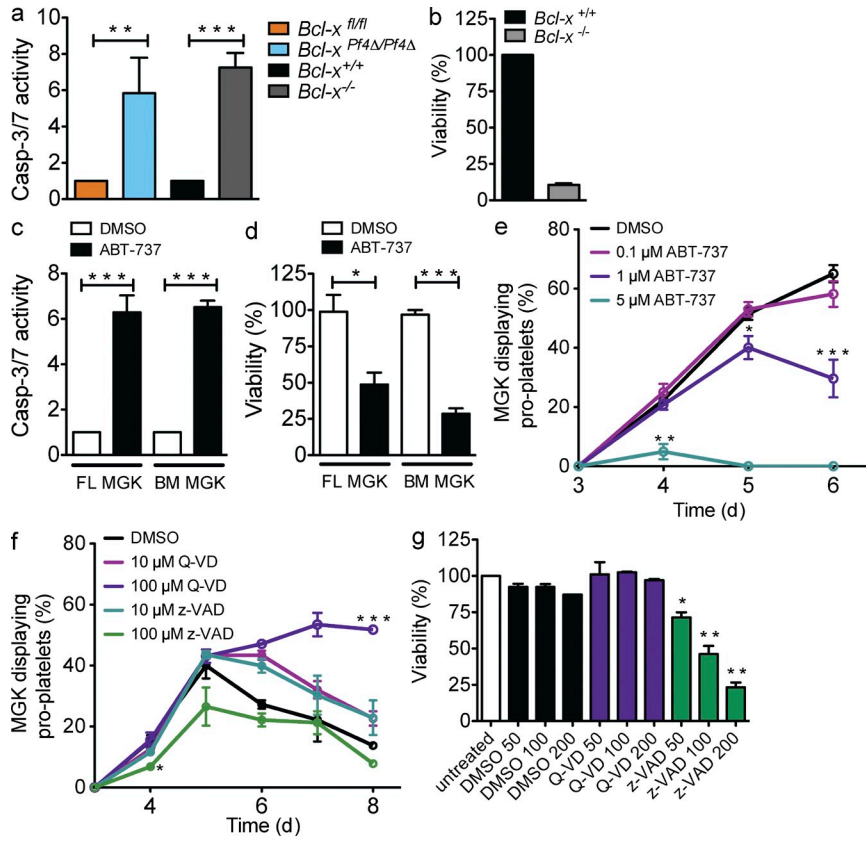 a
Casp-3/7 activity
10
8
6
4
2
0
* *
* * *
Bcl-x fl/fl
Bcl-x Pf4Δ/Pf4Δ
Bcl-x+/+
Bcl-x-/-
b
Viability (%)
125
100
75
50
25
0
Bcl-x +/+
Bcl-x -/-
c
DMSO
ABT-737
Casp-3/7 activity
8
6
4
2
0
* * *
* * *
FL MGK
BM MGK
d
DMSO
ABT-737
Viability (%)
125
100
75
50
25
0
*
* * *
FL MGK
BM MGK
e
MGK displaying
pro-platelets (%)
80
60
40
20
0
DMSO
0.1 µM ABT-737
1 µM ABT-737
5 µM ABT-737
* *
*
* * *
3
4
5
6
Time (d)
f
MGK displaying
pro-platelets (%)
80
60
40
20
0
DMSO
10 µM Q-VD
100 µM Q-VD
10 µM z-VAD
100 µM z-VAD
*
* * *
4
6
8
Time (d)
g
Viability (%)
125
100
75
50
25
0
*
* *
* *
untreated
DMSO 50
DMSO 100
DMSO 200
Q-VD 50
Q-VD 100
Q-VD 200
z-VAD 50
z-VAD 100
z-VAD 200